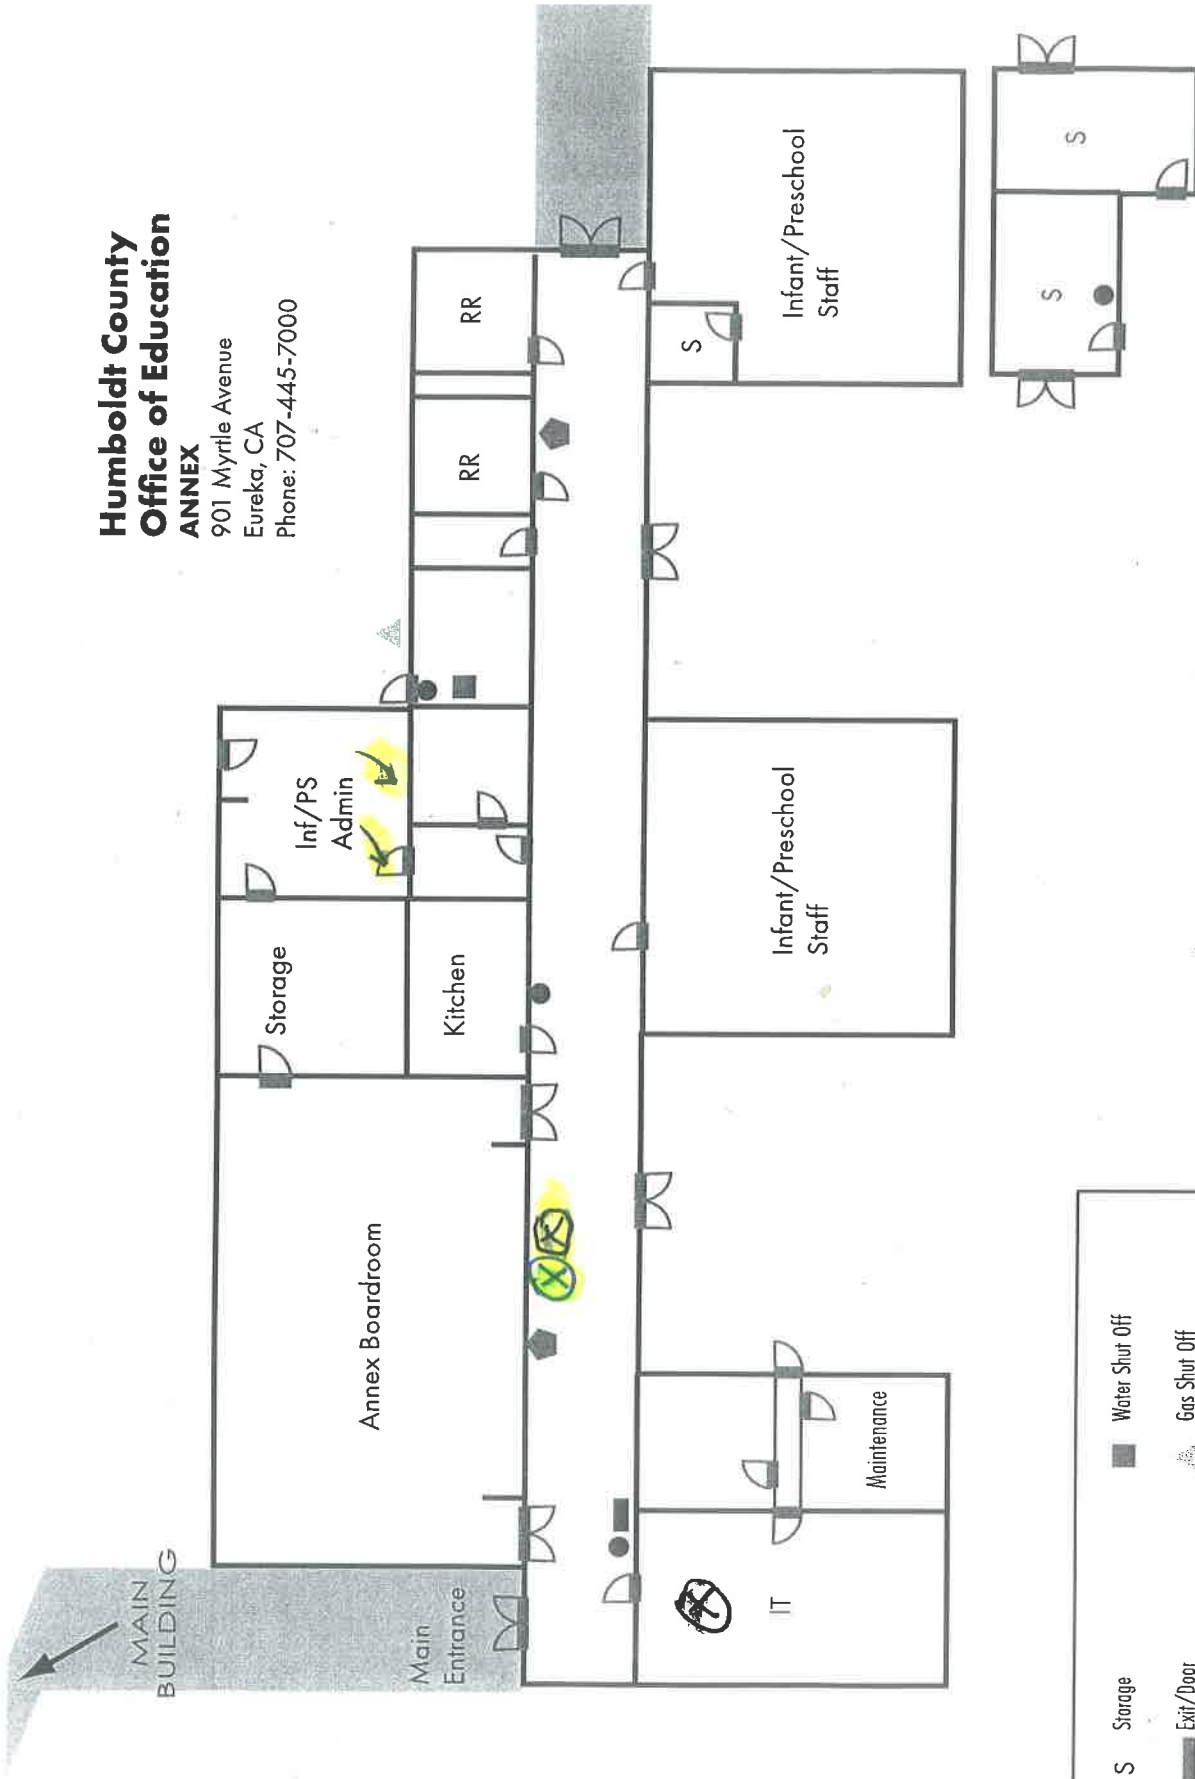 Humboldt County
Office of Education
ANNEX
901 Myrtle Avenue
Eureka, CA
Phone: 707-445-7000
MAIN
BUILDING
Main
Entrance
Annex Boardroom
Storage
Kitchen
Inf/PS
Admin
RR
RR
IT
Maintenance
Infant/Preschool
Staff
S
Infant/Preschool
Staff
S
S
S Storage
Water Shut Off
Exit/Door
Gas Shut Off